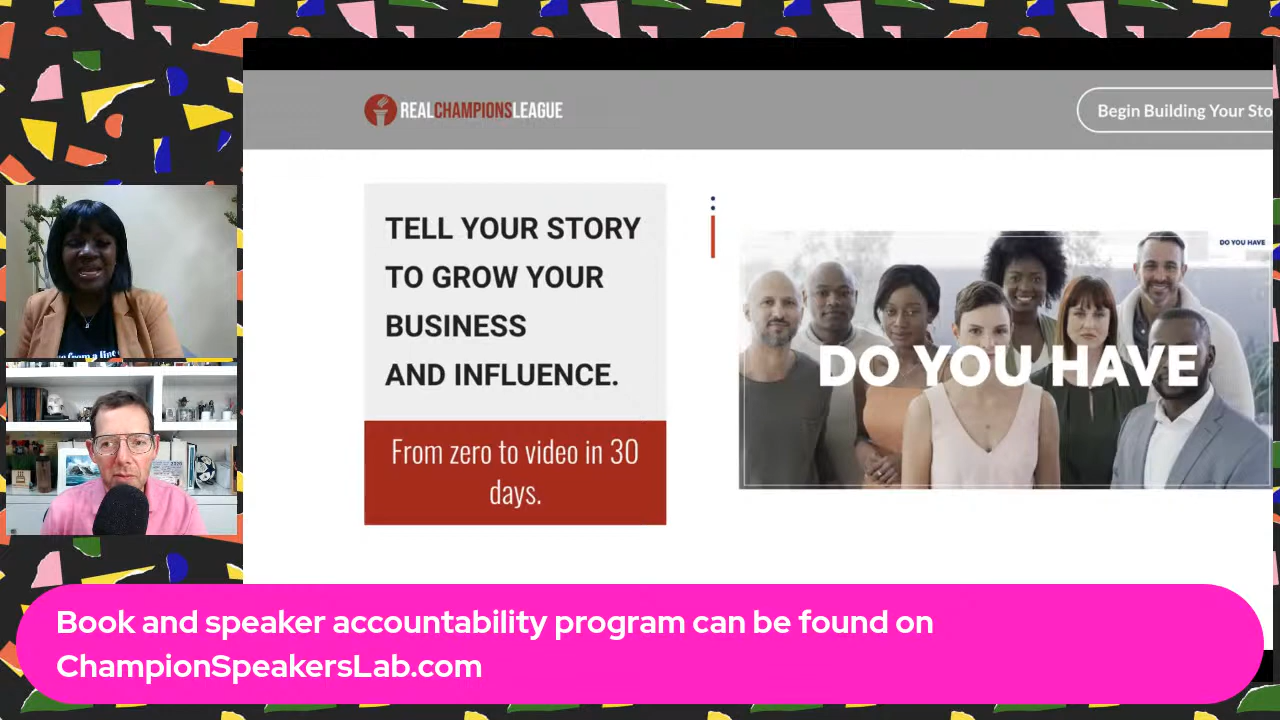 REALCHAMPIONSLEAGUE
Begin Building Your Sto
TELL YOUR STORY
TO GROW YOUR
BUSINESS
AND INFLUENCE.
From zero to video in 30
days.
DO YOU HAVE
DO YOU HAVE
from a line
Book and speaker accountability program can be found on
ChampionSpeakersLab.com